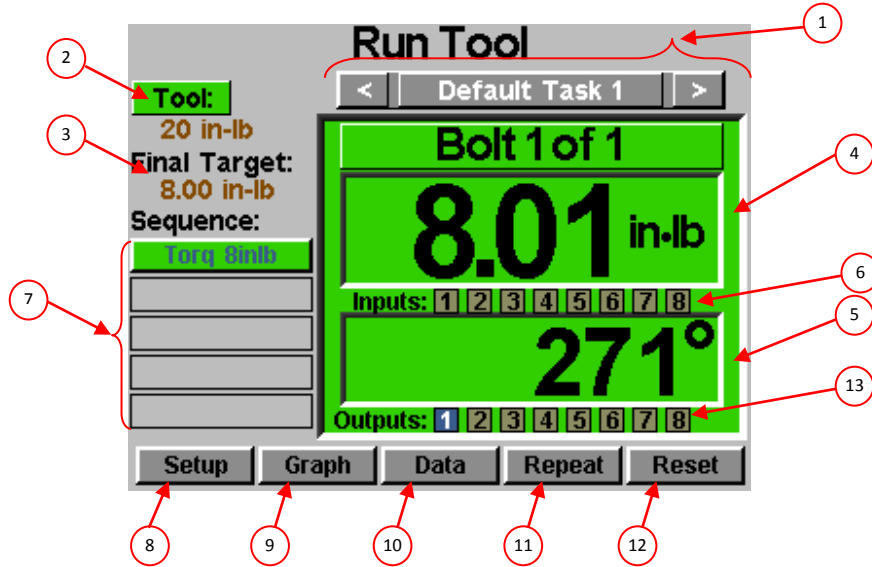 Run Tool
1
2
Tool:
20 in-lb
3
Final Target:
8.00 in-lb
Sequence:
Torq 8inlb
7
< Default Task 1 >
Bolt 1 of 1
8.01 in•lb
4
Inputs: 1 2 3 4 5 6 7 8
6
271°
5
Outputs: 1 2 3 4 5 6 7 8
13
Setup Graph Data Repeat Reset
8 9 10 11 12